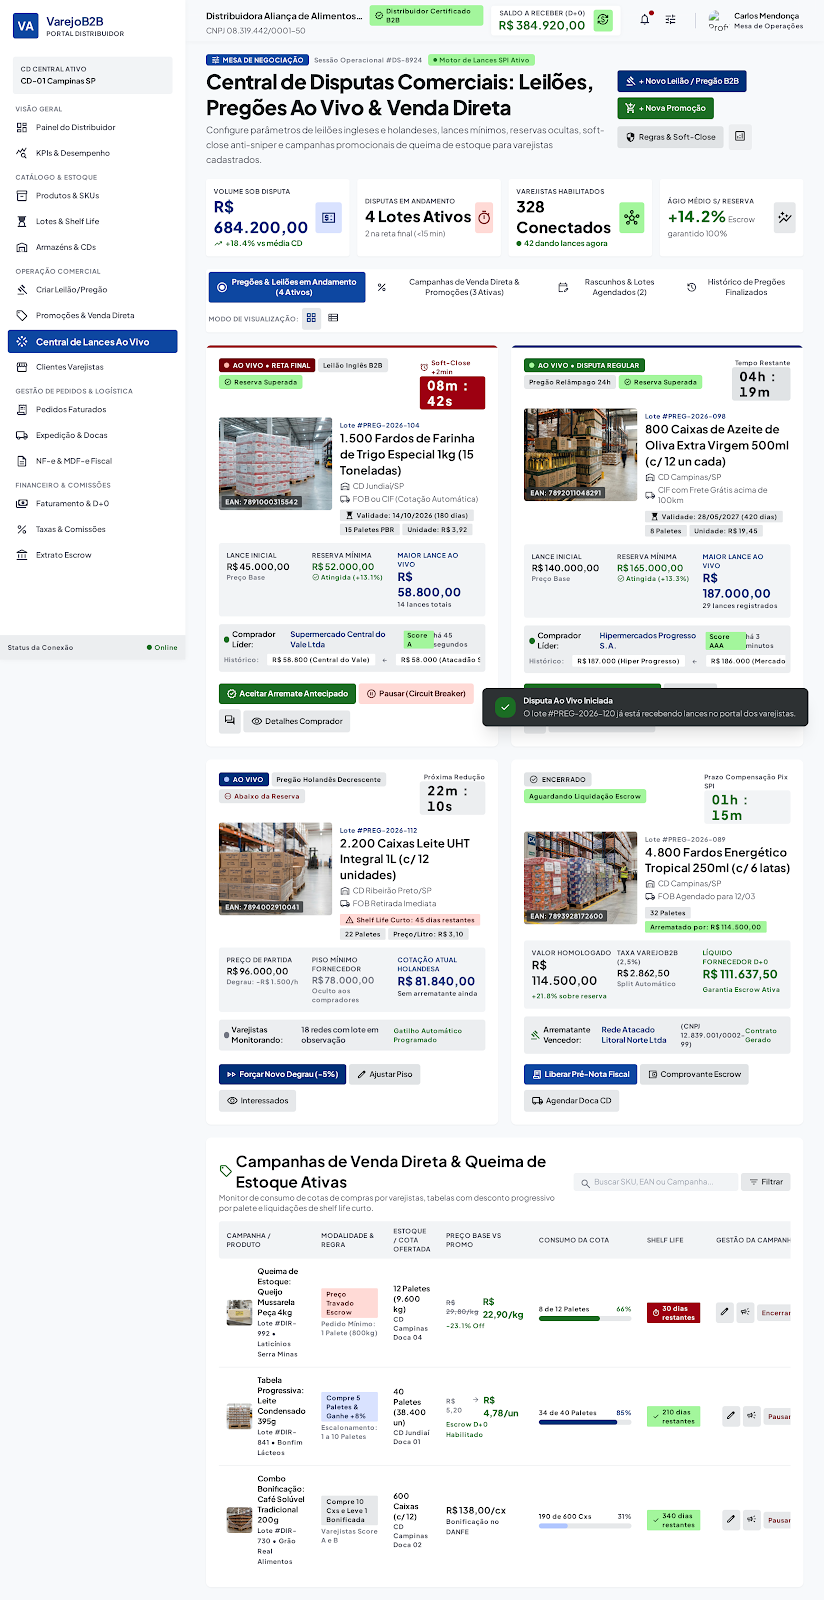 VA
VarejoB2B
PORTAL DISTRIBUIDOR
CD CENTRAL ATIVO
CD-01 Campinas SP
VISÃO GERAL
Painel do Distribuidor
KPIs & Desempenho
CATÁLOGO & ESTOQUE
Produtos & SKUs
Lotes & Shelf Life
Armazéns & CDs
OPERAÇÃO COMERCIAL
Criar Leilão/Pregão
Promoções & Venda Direta
Central de Lances Ao Vivo
Clientes Varejistas
GESTÃO DE PEDIDOS & LOGÍSTICA
Pedidos Faturados
Expedição & Docas
NF-e & MDF-e Fiscal
FINANCEIRO & COMISSÕES
Faturamento & D+0
Taxas & Comissões
Extrato Escrow
Status da Conexão
Online
Distribuidora Aliança de Alimentos...
CNPJ 08.319.442/0001-50
Distribuidor Certificado B2B
SALDO A RECEBER (D+0)
R$ 384.920,00
Carlos Mendonça
Mesa de Operações
MESA DE NEGOCIAÇÃO
Sessão Operacional #DS-8924
Motor de Lances SPI Ativo
Central de Disputas Comerciais: Leilões,
Pregões Ao Vivo & Venda Direta
Configure parâmetros de leilões ingleses e holandeses, lances mínimos, reservas ocultas, soft-
close anti-sniper e campanhas promocionais de queima de estoque para varejistas
cadastrados.
+ Novo Leilão / Pregão B2B
+ Nova Promoção
Regras & Soft-Close
VOLUME SOB DISPUTA
R$
684.200,00
+18.4% vs média CD
DISPUTAS EM ANDAMENTO
4 Lotes Ativos
2 na reta final (<15 min)
VAREJISTAS HABILITADOS
328
Conectados
42 dando lances agora
ÁGIO MÉDIO S/ RESERVA
+14.2% Escrow
garantido 100%
Pregões & Leilões em Andamento
(4 Ativos)
Campanhas de Venda Direta &
Promoções (3 Ativas)
Rascunhos & Lotes
Agendados (2)
Histórico de Pregões
Finalizados
MODO DE VISUALIZAÇÃO:
AO VIVO • RETA FINAL
Leilão Inglês B2B
Reserva Superada
Soft-Close
+2min
08m :
42s
EAN: 7891000315542
Lote #PREG-2026-104
1.500 Fardos de Farinha
de Trigo Especial 1kg (15
Toneladas)
CD Jundiaí/SP
FOB ou CIF (Cotação Automática)
Validade: 14/10/2026 (180 dias)
15 Paletes PBR
Unidade: R$ 3,92
LANCE INICIAL
R$ 45.000,00
Preço Base
RESERVA MÍNIMA
R$ 52.000,00
Atingida (+13.1%)
MAIOR LANCE AO
VIVO
R$
58.800,00
14 lances totais
Comprador
Líder:
Supermercado Central do
Vale Ltda
Score
A
há 45
segundos
Histórico:
R$ 58.800 (Central do Vale)
←
R$ 58.000 (Atacadão S
Aceitar Arremate Antecipado
Pausar (Circuit Breaker)
Detalhes Comprador
AO VIVO • DISPUTA REGULAR
Pregão Relâmpago 24h
Reserva Superada
Tempo Restante
04h :
19m
EAN: 7892011048291
Lote #PREG-2026-098
800 Caixas de Azeite de
Oliva Extra Virgem 500ml
(c/ 12 un cada)
CD Campinas/SP
CIF com Frete Grátis acima de
100km
Validade: 28/05/2027 (420 dias)
8 Paletes
Unidade: R$ 19,45
LANCE INICIAL
R$ 140.000,00
Preço Base
RESERVA MÍNIMA
R$ 165.000,00
Atingida (+13.3%)
MAIOR LANCE AO
VIVO
R$
187.000,00
29 lances registrados
Comprador
Líder:
Hipermercados Progresso
S.A.
Score
AAA
há 3
minutos
Histórico:
R$ 187.000 (Hiper Progresso)
←
R$ 186.000 (Mercado
Disputa Ao Vivo Iniciada
O lote #PREG-2026-120 já está recebendo lances no portal dos varejistas.
AO VIVO
Pregão Holandês Decrescente
Abaixo da Reserva
Próxima Redução
22m :
10s
EAN: 7894002910041
Lote #PREG-2026-112
2.200 Caixas Leite UHT
Integral 1L (c/ 12
unidades)
CD Ribeirão Preto/SP
FOB Retirada Imediata
Shelf Life Curto: 45 dias restantes
22 Paletes
Preço/Litro: R$ 3,10
PREÇO DE PARTIDA
R$ 96.000,00
Degrau: -R$ 1.500/h
PISO MÍNIMO
FORNECEDOR
R$ 78.000,00
Oculto aos
compradores
COTAÇÃO ATUAL
HOLANDESA
R$ 81.840,00
Sem arrematante ainda
Varejistas
Monitorando:
18 redes com lote em
observação
Gatilho Automático
Programado
Forçar Novo Degrau (-5%)
Ajustar Piso
Interessados
ENCERRADO
Aguardando Liquidação Escrow
Prazo Compensação Pix
SPI
01h :
15m
EAN: 7893928172600
Lote #PREG-2026-089
4.800 Fardos Energético
Tropical 250ml (c/ 6 latas)
CD Campinas/SP
FOB Agendado para 12/03
32 Paletes
Arrematado por: R$ 114.500,00
VALOR HOMOLOGADO
R$
114.500,00
+21.8% sobre reserva
TAXA VAREJOB2B
(2,5%)
R$ 2.862,50
Split Automático
LÍQUIDO
FORNECEDOR D+0
R$ 111.637,50
Garantia Escrow Ativa
Arrematante
Vencedor:
Rede Atacado
Litoral Norte Ltda
(CNPJ
12.839.001/0002-
99)
Contrato
Gerado
Liberar Pré-Nota Fiscal
Comprovante Escrow
Agendar Doca CD
Campanhas de Venda Direta & Queima de
Estoque Ativas
Monitor de consumo de cotas de compras por varejistas, tabelas com desconto progressivo
por palete e liquidações de shelf life curto.
Buscar SKU, EAN ou Campanha...
Filtrar
CAMPANHA /
PRODUTO
MODALIDADE &
REGRA
ESTOQUE
/ COTA
OFERTADA
PREÇO BASE VS
PROMO
CONSUMO DA COTA
SHELF LIFE
GESTÃO DA CAMPANH
Queima de
Estoque:
Queijo
Mussarela
Peça 4kg
Lote #DIR-
992 •
Laticínios
Serra Minas
Preço
Travado
Escrow
Pedido Mínimo:
1 Palete (800kg)
12 Paletes
(9.600
kg)
CD
Campinas
Doca 04
R$
29,80/kg
R$
22,90/kg
-23.1% Off
8 de 12 Paletes
66%
30 dias
restantes
Encerrar
Tabela
Progressiva:
Leite
Condensado
395g
Lote #DIR-
841 • Bonfim
Lácteos
Compre 5
Paletes &
Ganhe +8%
Escalonamento:
1 a 10 Paletes
40
Paletes
(38.400
un)
CD Jundiaí
Doca 01
R$
5,20
→
R$
4,78/un
Escrow D+0
Habilitado
34 de 40 Paletes
85%
210 dias
restantes
Pausar
Combo
Bonificação:
Café Solúvel
Tradicional
200g
Lote #DIR-
730 • Grão
Real
Alimentos
Compre 10
Cxs e Leve 1
Bonificada
Varejistas Score
A e B
600
Caixas
(c/ 12)
CD
Campinas
Doca 02
R$ 138,00/cx
Bonificação no
DANFE
190 de 600 Cxs
31%
340 dias
restantes
Pausar